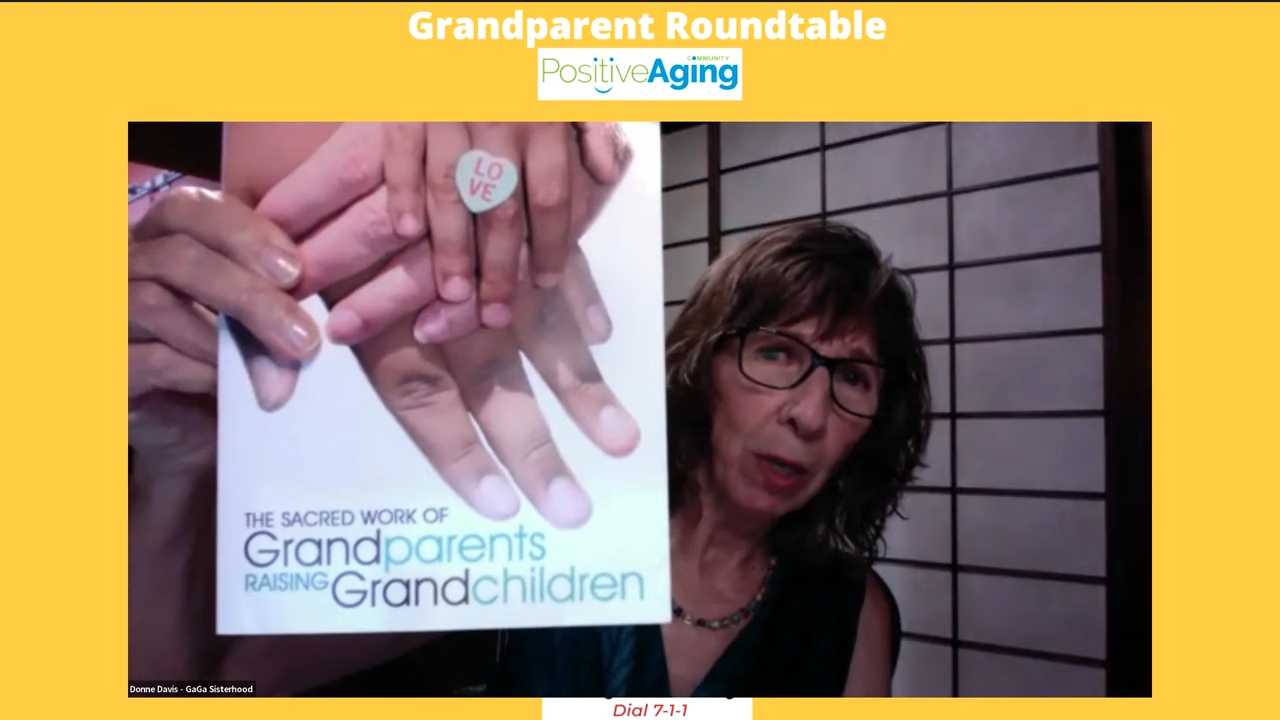 Grandparent Roundtable
COMMUNITY
PositiveAging
LO
VE
THE SACRED WORK OF
Grandparents
RAISING Grandchildren
Donne Davis - GaGa Sisterhood
Dial 7-1-1